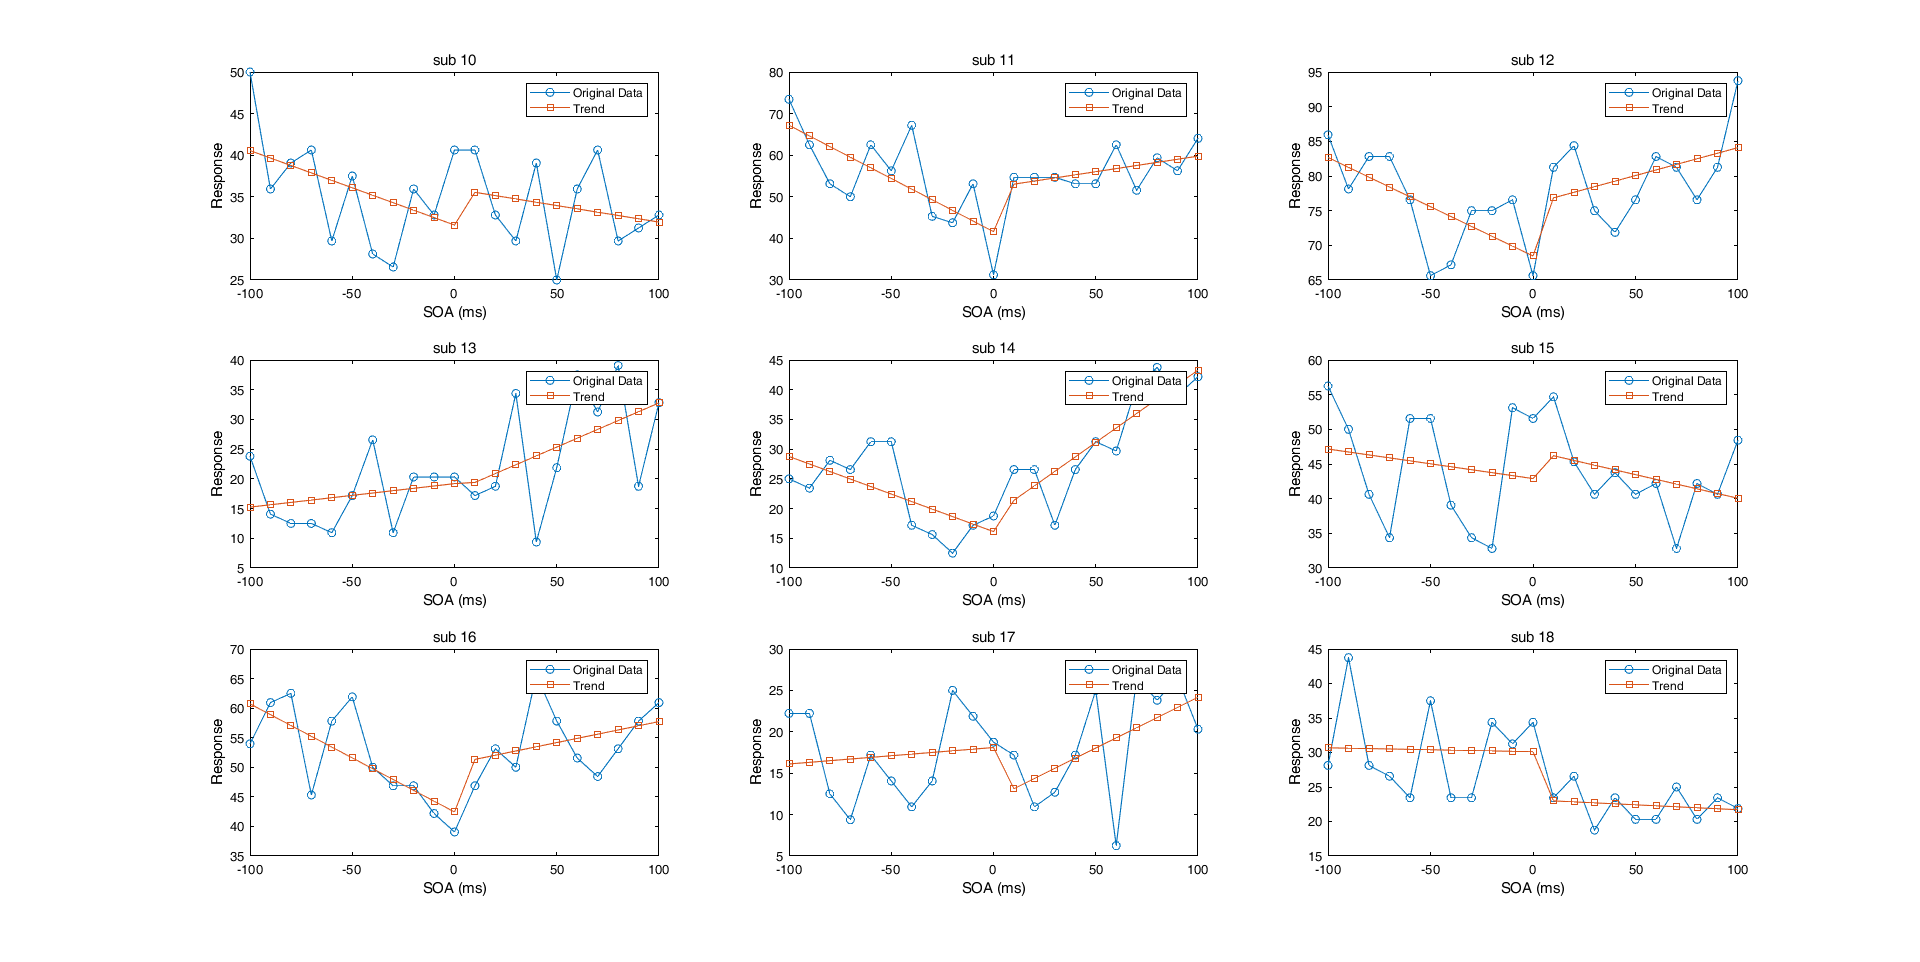 sub 10
50
45
40
35
30
25
Response
Original Data
Trend
-100 -50 0 50 100
SOA (ms)
sub 11
80
70
60
50
40
30
Response
Original Data
Trend
-100 -50 0 50 100
SOA (ms)
sub 12
95
90
85
80
75
70
65
Response
Original Data
Trend
-100 -50 0 50 100
SOA (ms)
sub 13
40
35
30
25
20
15
10
5
Response
Original Data
Trend
-100 -50 0 50 100
SOA (ms)
sub 14
45
40
35
30
25
20
15
10
Response
Original Data
Trend
-100 -50 0 50 100
SOA (ms)
sub 15
60
55
50
45
40
35
30
Response
Original Data
Trend
-100 -50 0 50 100
SOA (ms)
sub 16
70
65
60
55
50
45
40
35
Response
Original Data
Trend
-100 -50 0 50 100
SOA (ms)
sub 17
30
25
20
15
10
5
Response
Original Data
Trend
-100 -50 0 50 100
SOA (ms)
sub 18
45
40
35
30
25
20
15
Response
Original Data
Trend
-100 -50 0 50 100
SOA (ms)